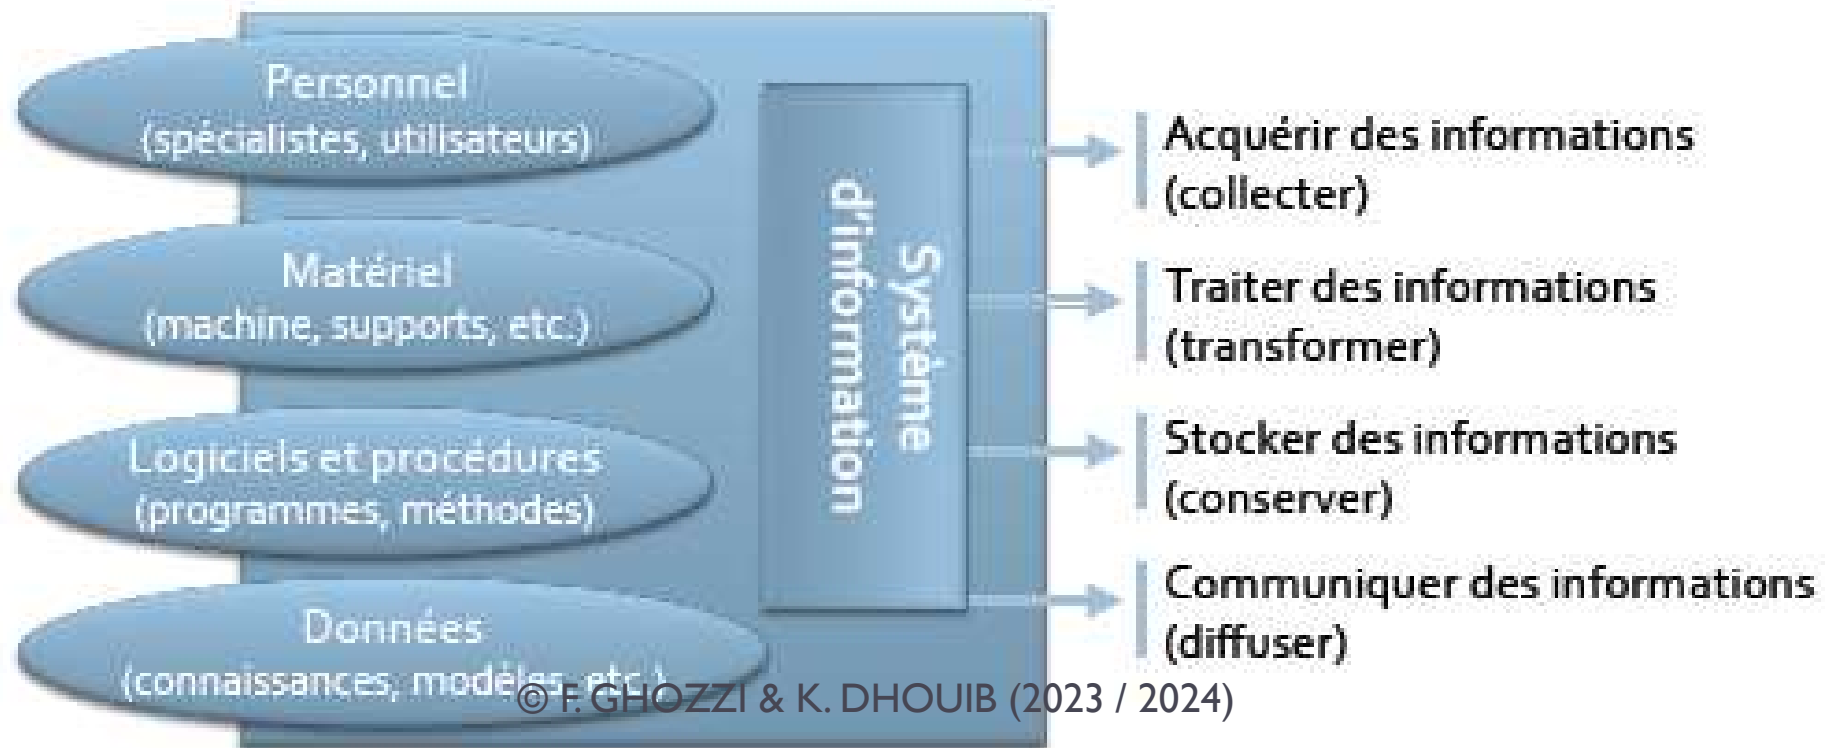 Personnel
(spécialistes, utilisateurs)
Matériel
(machine, supports, etc.)
Logiciels et procédures
(programmes, méthodes)
Données
(connaissances, modèles, etc.)
Système
d'information
Acquérir des informations
(collecter)
Traiter des informations
(transformer)
Stocker des informations
(conserver)
Communiquer des informations
(diffuser)
© F. GHOZZI & K. DHOUIB (2023 / 2024)